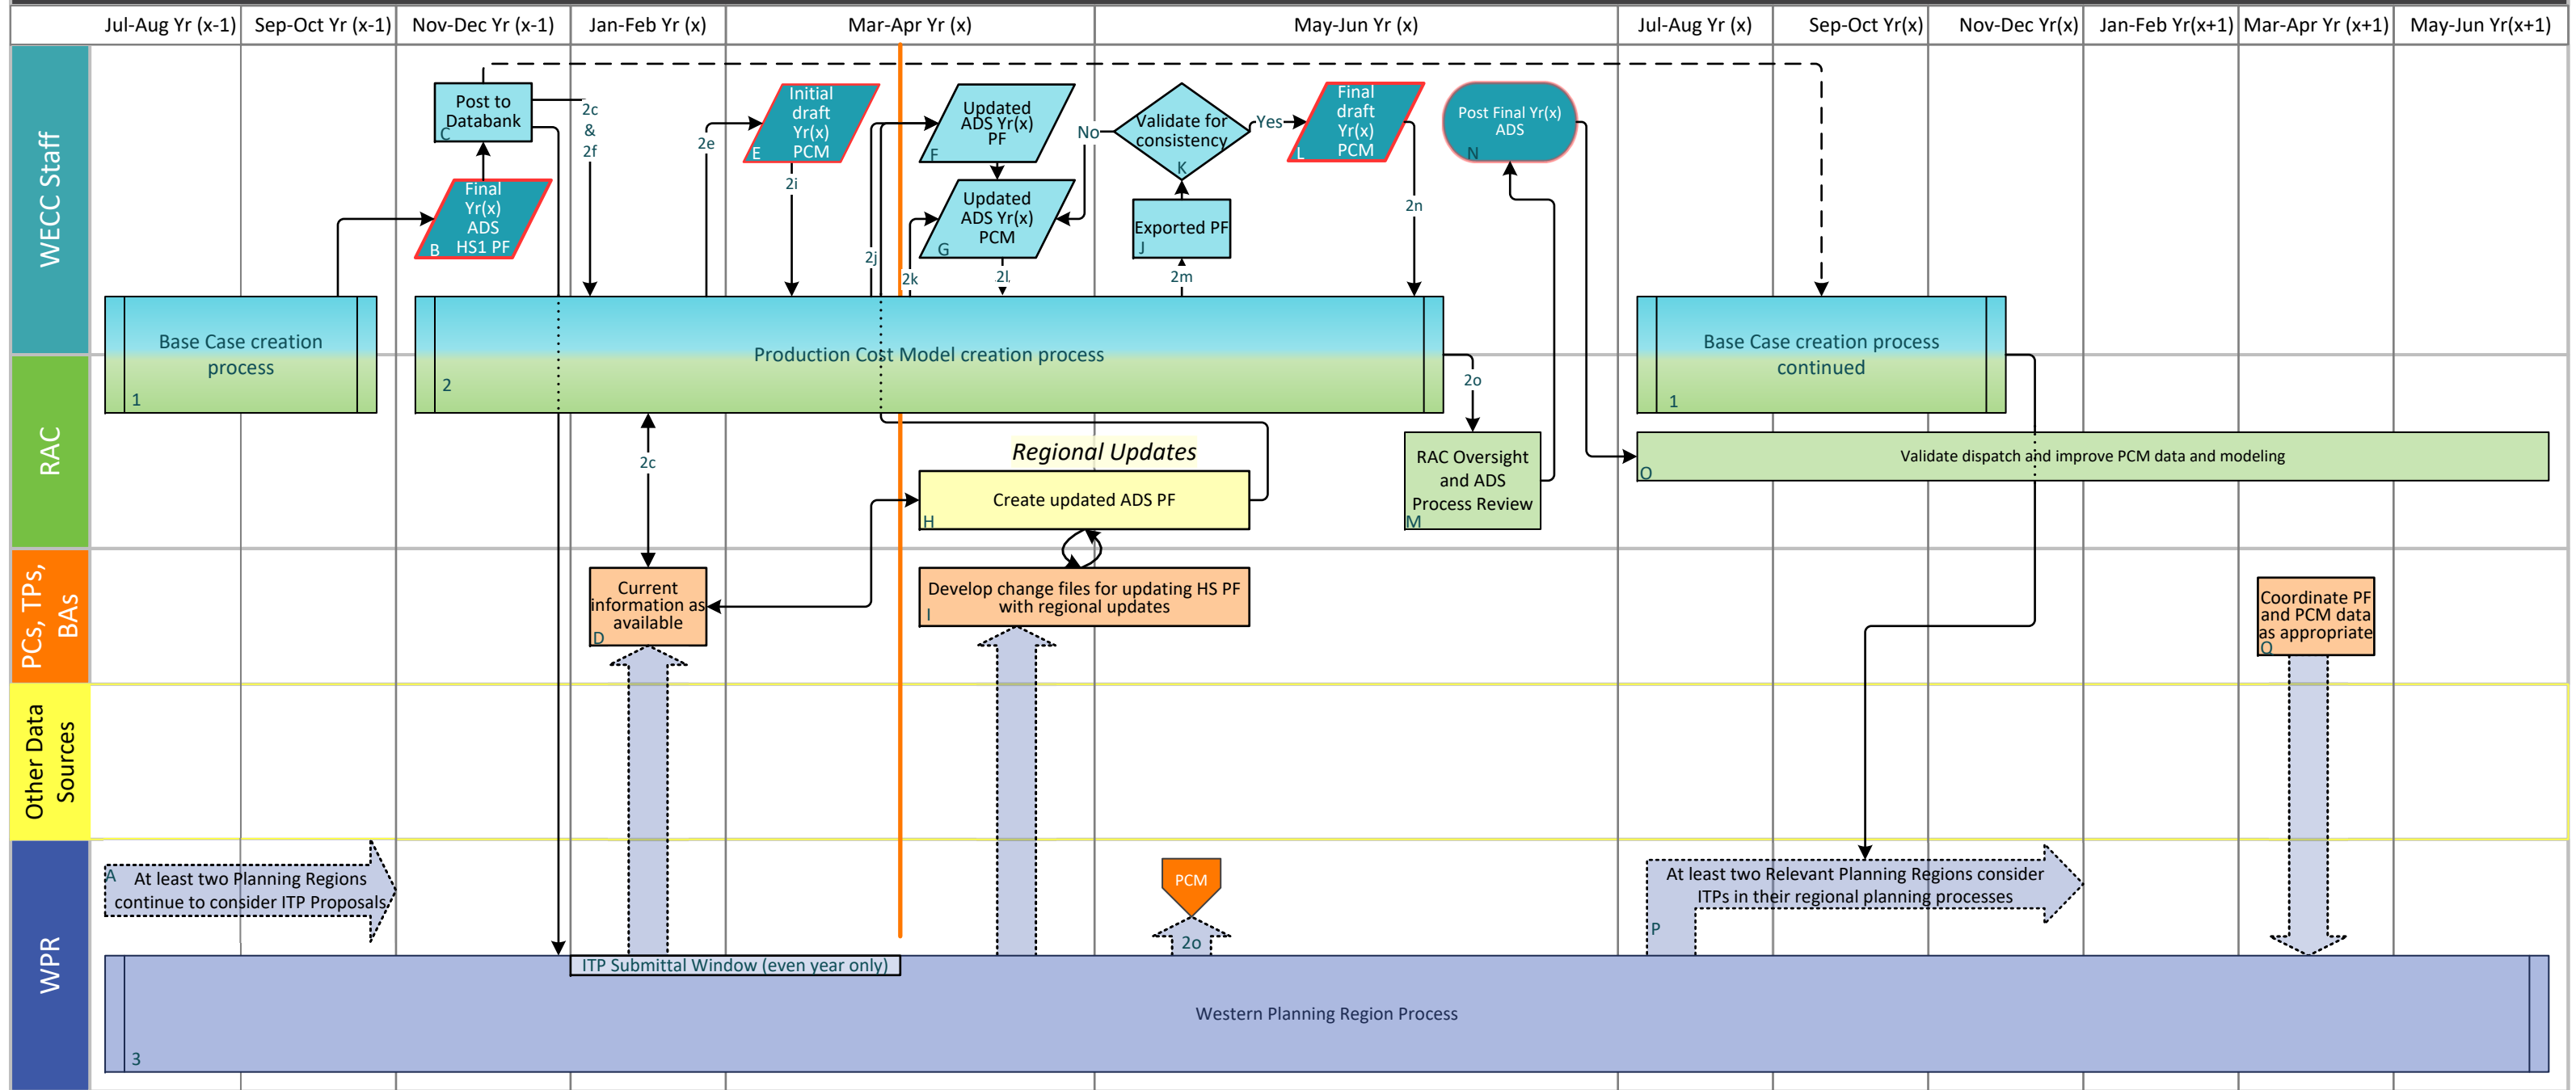 Jul-Aug Yr (x-1)
Sep-Oct Yr (x-1)
Nov-Dec Yr (x-1)
Jan-Feb Yr (x)
Mar-Apr Yr (x)
May-Jun Yr (x)
Jul-Aug Yr (x)
Sep-Oct Yr(x)
Nov-Dec Yr(x)
Jan-Feb Yr(x+1)
Mar-Apr Yr (x+1)
May-Jun Yr(x+1)
WECC Staff
Post to
Databank
C
2c
&
2f
Final
Yr(x)
ADS
HS1 PF
B
2e
Initial
draft
Yr(x)
PCM
E
2i
2j
2k
Updated
ADS Yr(x)
PF
F
Updated
ADS Yr(x)
PCM
G
2l
No
Validate for
consistency
K
Yes
Exported PF
J
2m
Final
draft
Yr(x)
PCM
L
2n
Post Final Yr(x)
ADS
N
Base Case creation
process
1
Production Cost Model creation process
2
Base Case creation process
continued
1
RAC
2c
2o
Regional Updates
Create updated ADS PF
H
RAC Oversight
and ADS
Process Review
M
Validate dispatch and improve PCM data and modeling
O
PCs, TPs,
BAs
Current
information as
available
D
Develop change files for updating HS PF
with regional updates
I
Coordinate PF
and PCM data
as appropriate
Q
Other Data
Sources
WPR
A
At least two Planning Regions
continue to consider ITP Proposals
PCM
2o
At least two Relevant Planning Regions consider
ITPs in their regional planning processes
P
ITP Submittal Window (even year only)
Western Planning Region Process
3